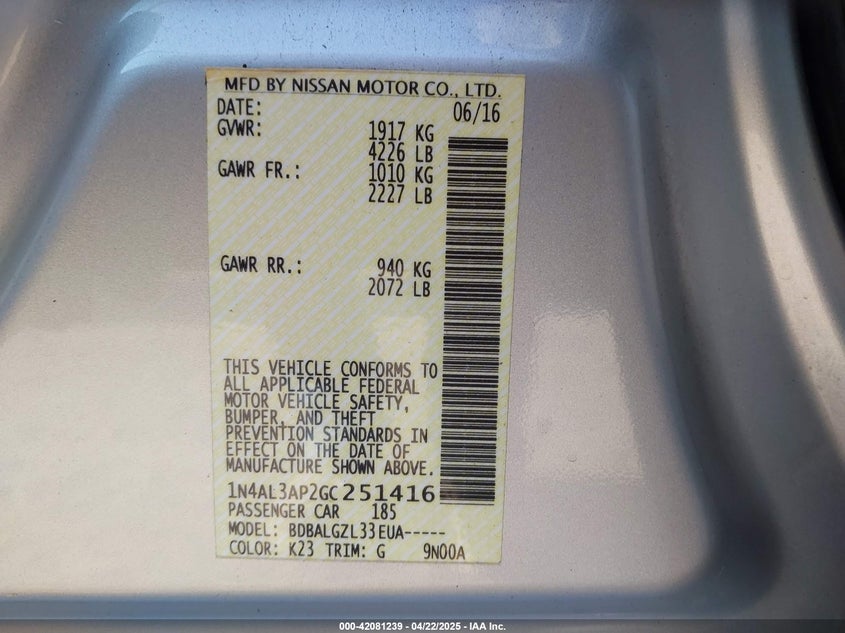 MFD BY NISSAN MOTOR CO., LTD.
DATE: 06/16
GVWR: 1917 KG
4226 LB
GAWR FR.: 1010 KG
2227 LB
GAWR RR.: 940 KG
2072 LB
THIS VEHICLE CONFORMS TO
ALL APPLICABLE FEDERAL
MOTOR VEHICLE SAFETY,
BUMPER, AND THEFT
PREVENTION STANDARDS IN
EFFECT ON THE DATE OF
MANUFACTURE SHOWN ABOVE.
1N4AL3AP2GC251416
PASSENGER CAR 185
MODEL: BDBALGZL33EUA-----
COLOR: K23 TRIM: G 9N00A
000-42081239 - 04/22/2025 - IAA Inc.